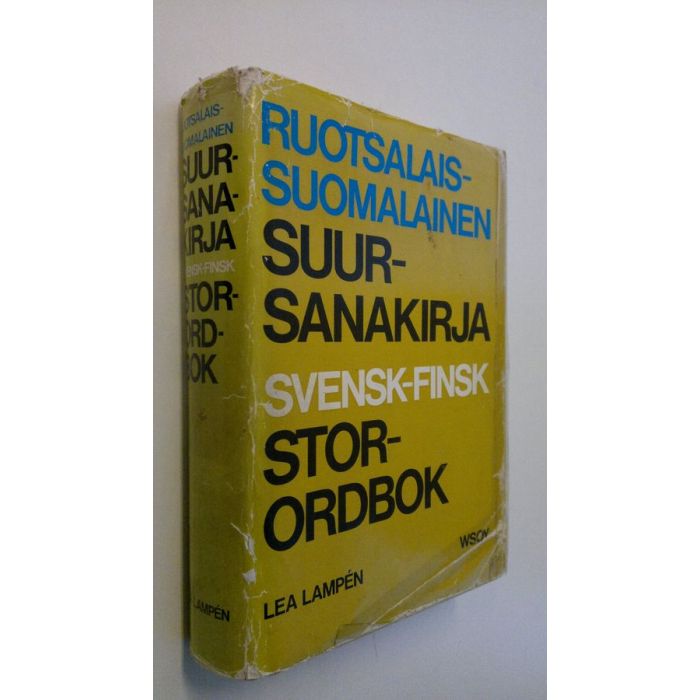 RUOTSALAIS-
SUOMALAINEN
SUUR-
SANAKIRJA
SVENSK-FINSK
STOR-
ORDBOK
WSOY
LEA LAMPÉN
SUUR-
SANA-
KIRJA
STOR-
ORD-
BOK
LAMPÉN